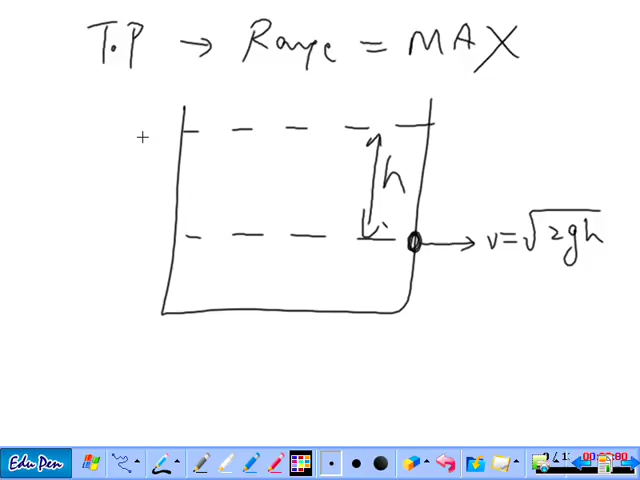 T.P → Range = MAX
h
v=√2gh
Edu Pen